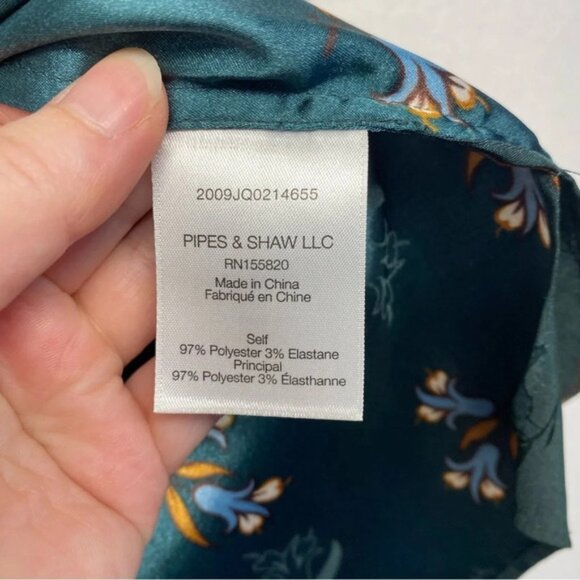 2009JQ0214655
PIPES & SHAW LLC
RN155820
Made in China
Fabriqué en Chine
Self
97% Polyester 3% Elastane
Principal
97% Polyester 3% Élasthanne